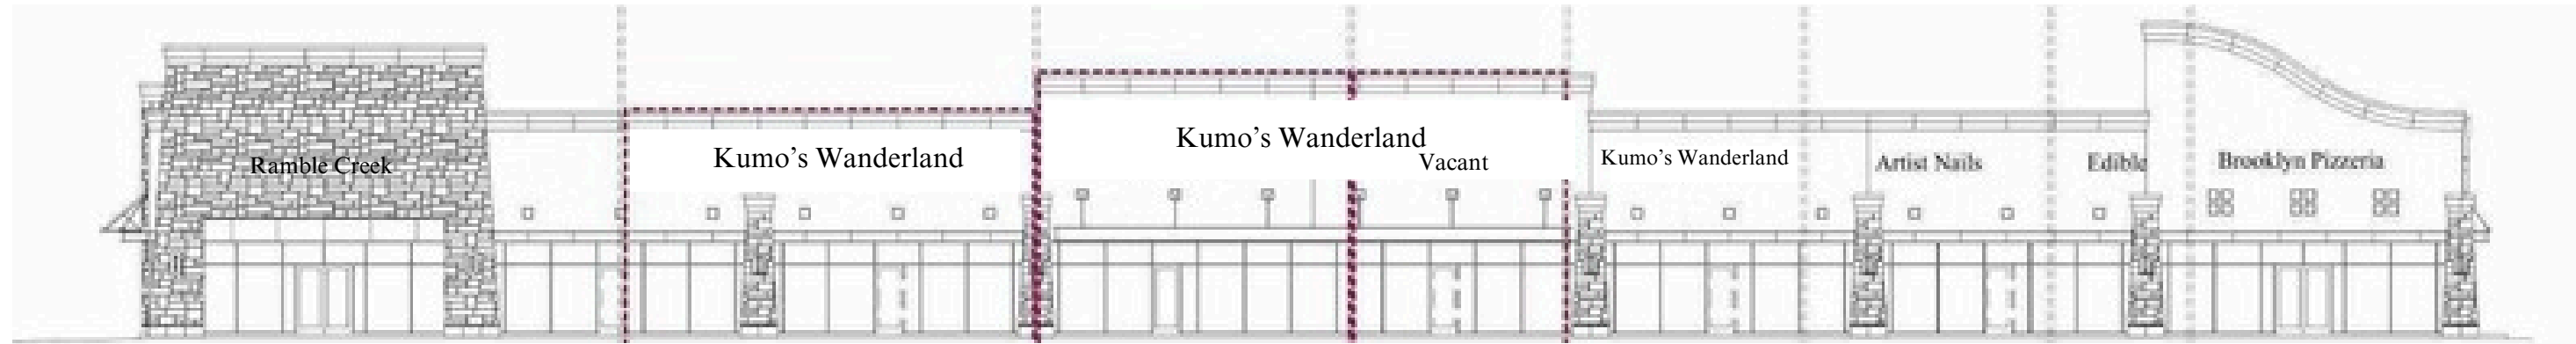 Ramble Creek
Kumo's Wanderland
Kumo's Wanderland
Vacant
Kumo's Wanderland
Artist Nails
Edible
Brooklyn Pizzeria